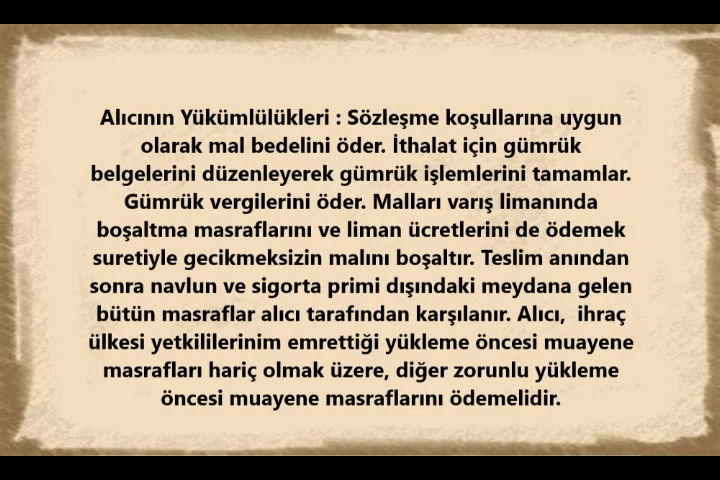 Alıcının Yükümlülükleri : Sözleşme koşullarına uygun
olarak mal bedelini öder. İthalat için gümrük
belgelerini düzenleyerek gümrük işlemlerini tamamlar.
Gümrük vergilerini öder. Malları varış limanında
boşaltma masraflarını ve liman ücretlerini de ödemek
suretiyle gecikmeksizin malını boşaltır. Teslim anından
sonra navlun ve sigorta primi dışındaki meydana gelen
bütün masraflar alıcı tarafından karşılanır. Alıcı,  ihraç
ülkesi yetkililerinim emrettiği yükleme öncesi muayene
masrafları hariç olmak üzere, diğer zorunlu yükleme
öncesi muayene masraflarını ödemelidir.